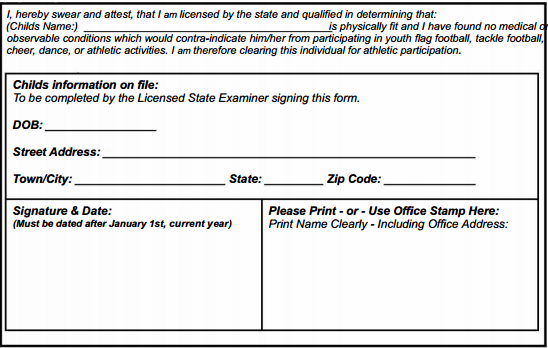 I, hereby swear and attest, that I am licensed by the state and qualified in determining that:
(Childs Name:) ______________________________is physically fit and I have found no medical or
observable conditions which would contra-indicate him/her from participating in youth flag football, tackle football,
cheer, dance, or athletic activities. I am therefore clearing this individual for athletic participation.
Childs information on file:
To be completed by the Licensed State Examiner signing this form.
DOB: ________________
Street Address: ______________________________________________________
Town/City: ______________________ State: _________ Zip Code: _________________
Signature & Date:
(Must be dated after January 1st, current year)
Please Print - or - Use Office Stamp Here:
Print Name Clearly - Including Office Address: